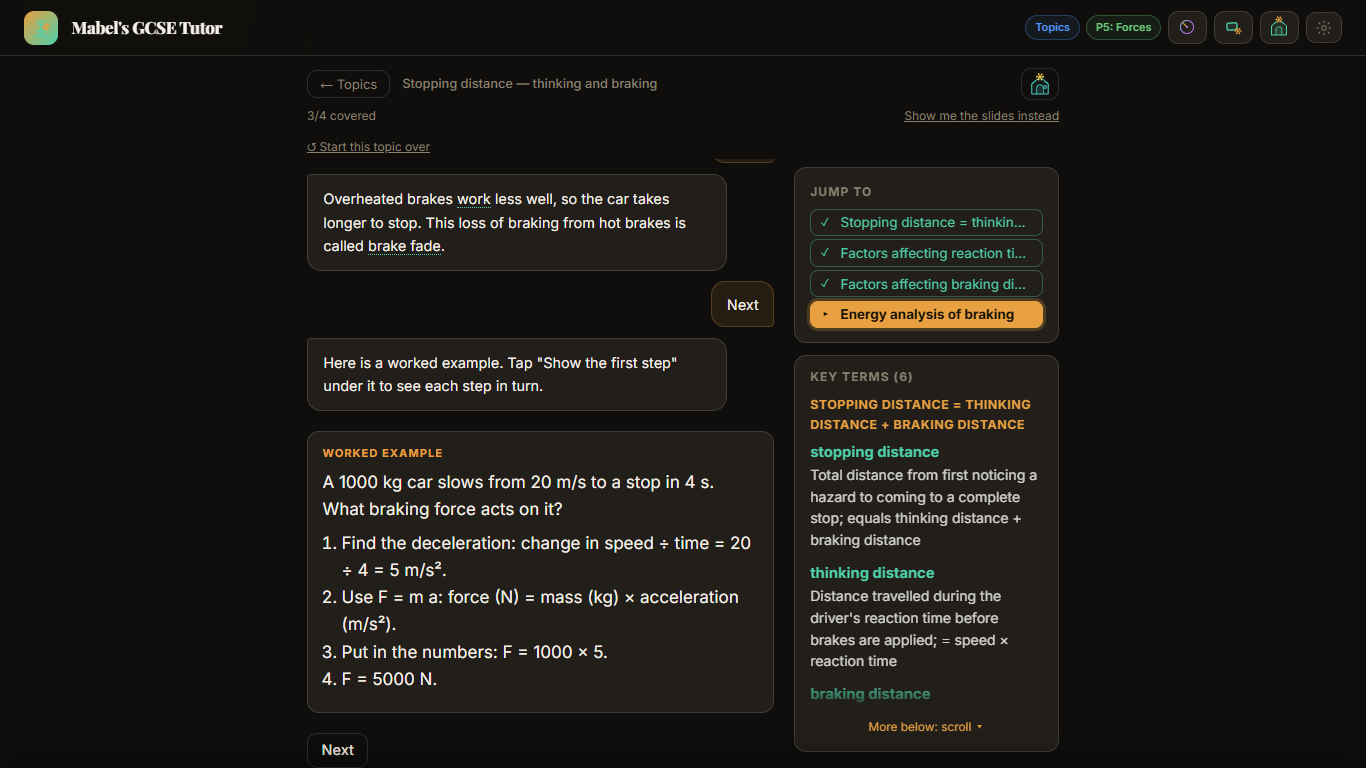 Mabel's GCSE Tutor
Topics
P5: Forces
← Topics
Stopping distance — thinking and braking
3/4 covered
Show me the slides instead
↺ Start this topic over
Overheated brakes work less well, so the car takes
longer to stop. This loss of braking from hot brakes is
called brake fade.
Next
Here is a worked example. Tap "Show the first step"
under it to see each step in turn.
WORKED EXAMPLE
A 1000 kg car slows from 20 m/s to a stop in 4 s.
What braking force acts on it?
1. Find the deceleration: change in speed ÷ time = 20
÷ 4 = 5 m/s².
2. Use F = m a: force (N) = mass (kg) × acceleration
(m/s²).
3. Put in the numbers: F = 1000 × 5.
4. F = 5000 N.
Next
JUMP TO
✓ Stopping distance = thinkin...
✓ Factors affecting reaction ti...
✓ Factors affecting braking di...
▸ Energy analysis of braking
KEY TERMS (6)
STOPPING DISTANCE = THINKING
DISTANCE + BRAKING DISTANCE
stopping distance
Total distance from first noticing a
hazard to coming to a complete
stop; equals thinking distance +
braking distance
thinking distance
Distance travelled during the
driver's reaction time before
brakes are applied; = speed ×
reaction time
braking distance
More below: scroll ▾